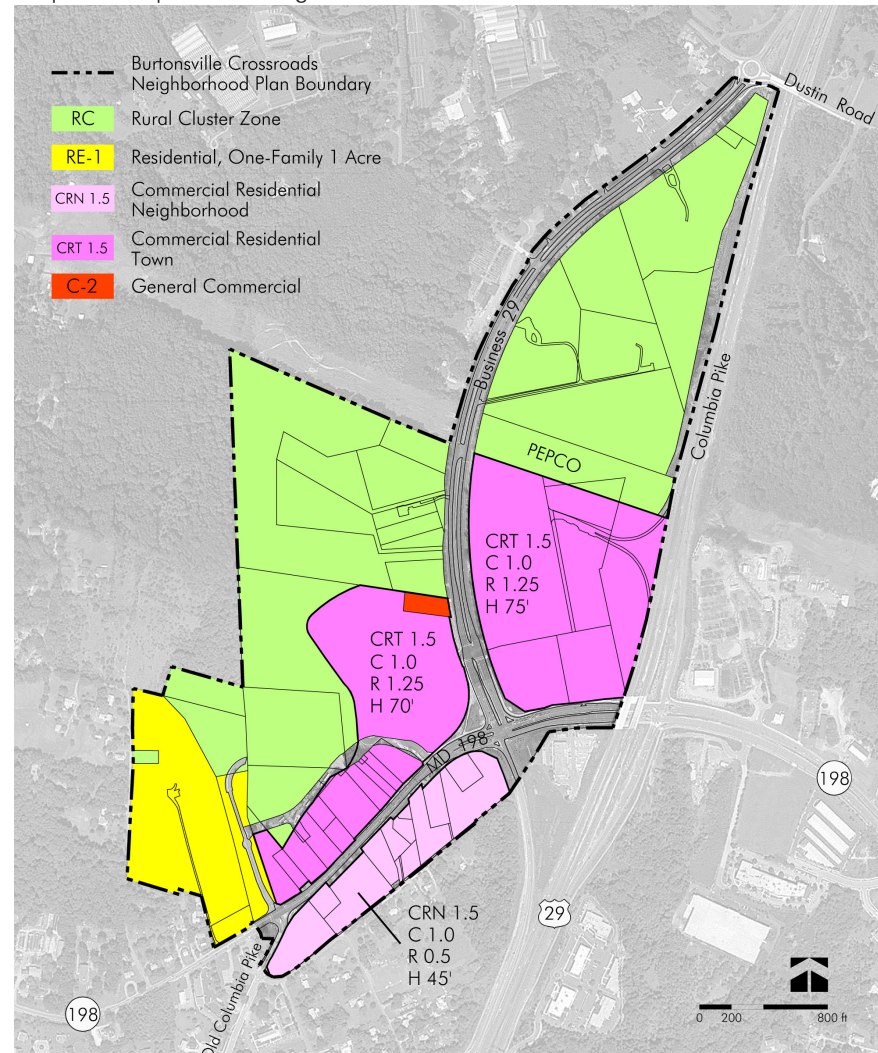 Burtonsville Crossroads
Neighborhood Plan Boundary
RC Rural Cluster Zone
RE-1 Residential, One-Family 1 Acre
CRN 1.5 Commercial Residential
Neighborhood
CRT 1.5 Commercial Residential
Town
C-2 General Commercial
Dustin Road
Business 29
Columbia Pike
PEPCO
CRT 1.5
C 1.0
R 1.25
H 75'
CRT 1.5
C 1.0
R 1.25
H 70'
MD 198
198
CRN 1.5
C 1.0
R 0.5
H 45'
29
Old Columbia Pike
198
0 200 800 ft